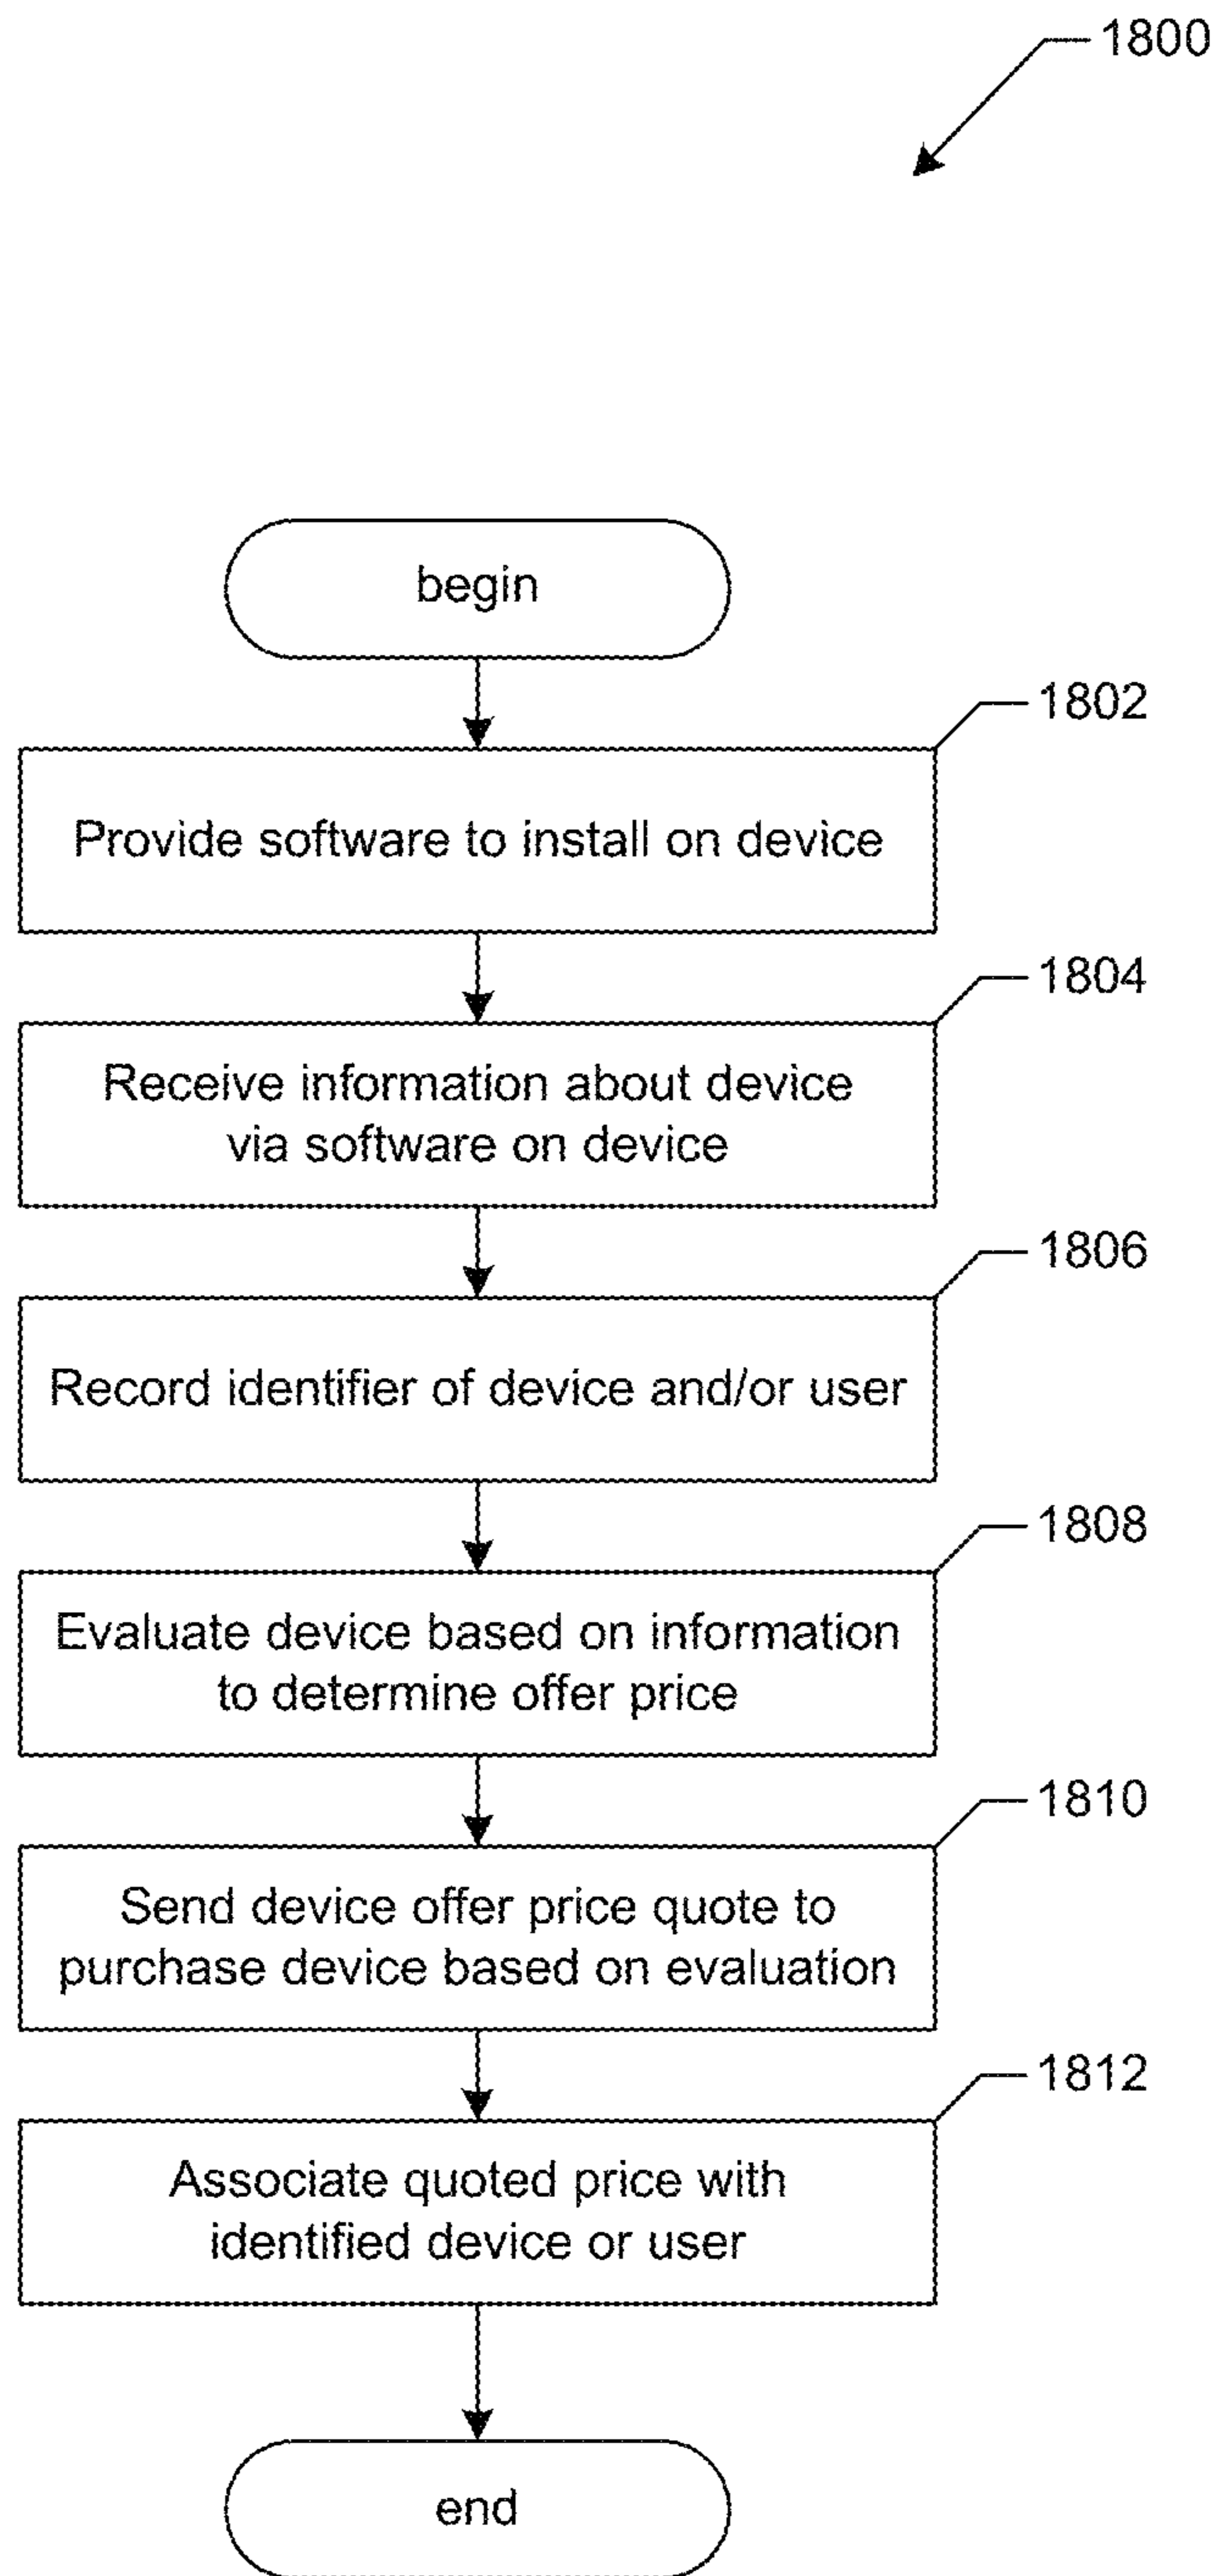 1800
begin
1802
Provide software to install on device
1804
Receive information about device
via software on device
1806
Record identifier of device and/or user
1808
Evaluate device based on information
to determine offer price
1810
Send device offer price quote to
purchase device based on evaluation
1812
Associate quoted price with
identified device or user
end